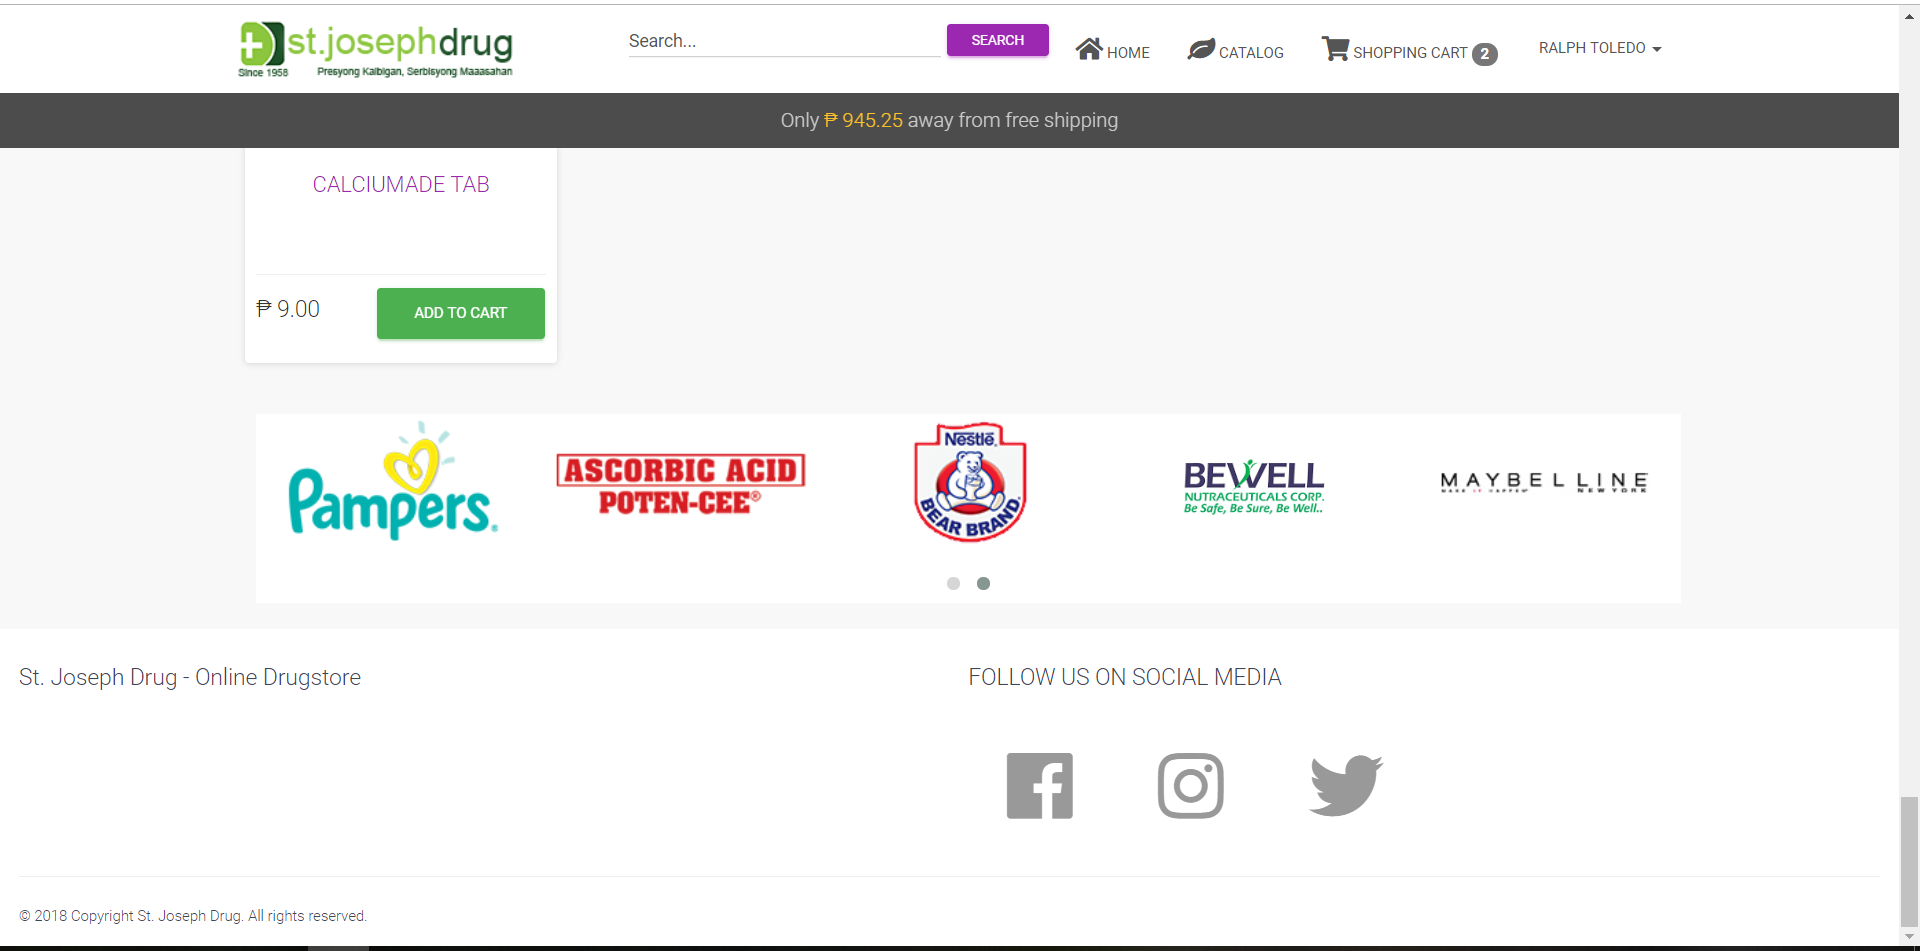 st.josephdrug
Since 1958 Presyong Kaibigan, Serbisyong Maaasahan
Search...
SEARCH
HOME
CATALOG
SHOPPING CART 2
RALPH TOLEDO
Only ₱ 945.25 away from free shipping
CALCIUMADE TAB
₱ 9.00
ADD TO CART
Pampers.
ASCORBIC ACID
POTEN-CEE®
Nestlé
BEAR BRAND
BEWELL
NUTRACEUTICALS CORP.
Be Safe, Be Sure, Be Well..
MAYBELLINE
MAKE IT HAPPEN NEW YORK
St. Joseph Drug - Online Drugstore
FOLLOW US ON SOCIAL MEDIA
© 2018 Copyright St. Joseph Drug. All rights reserved.